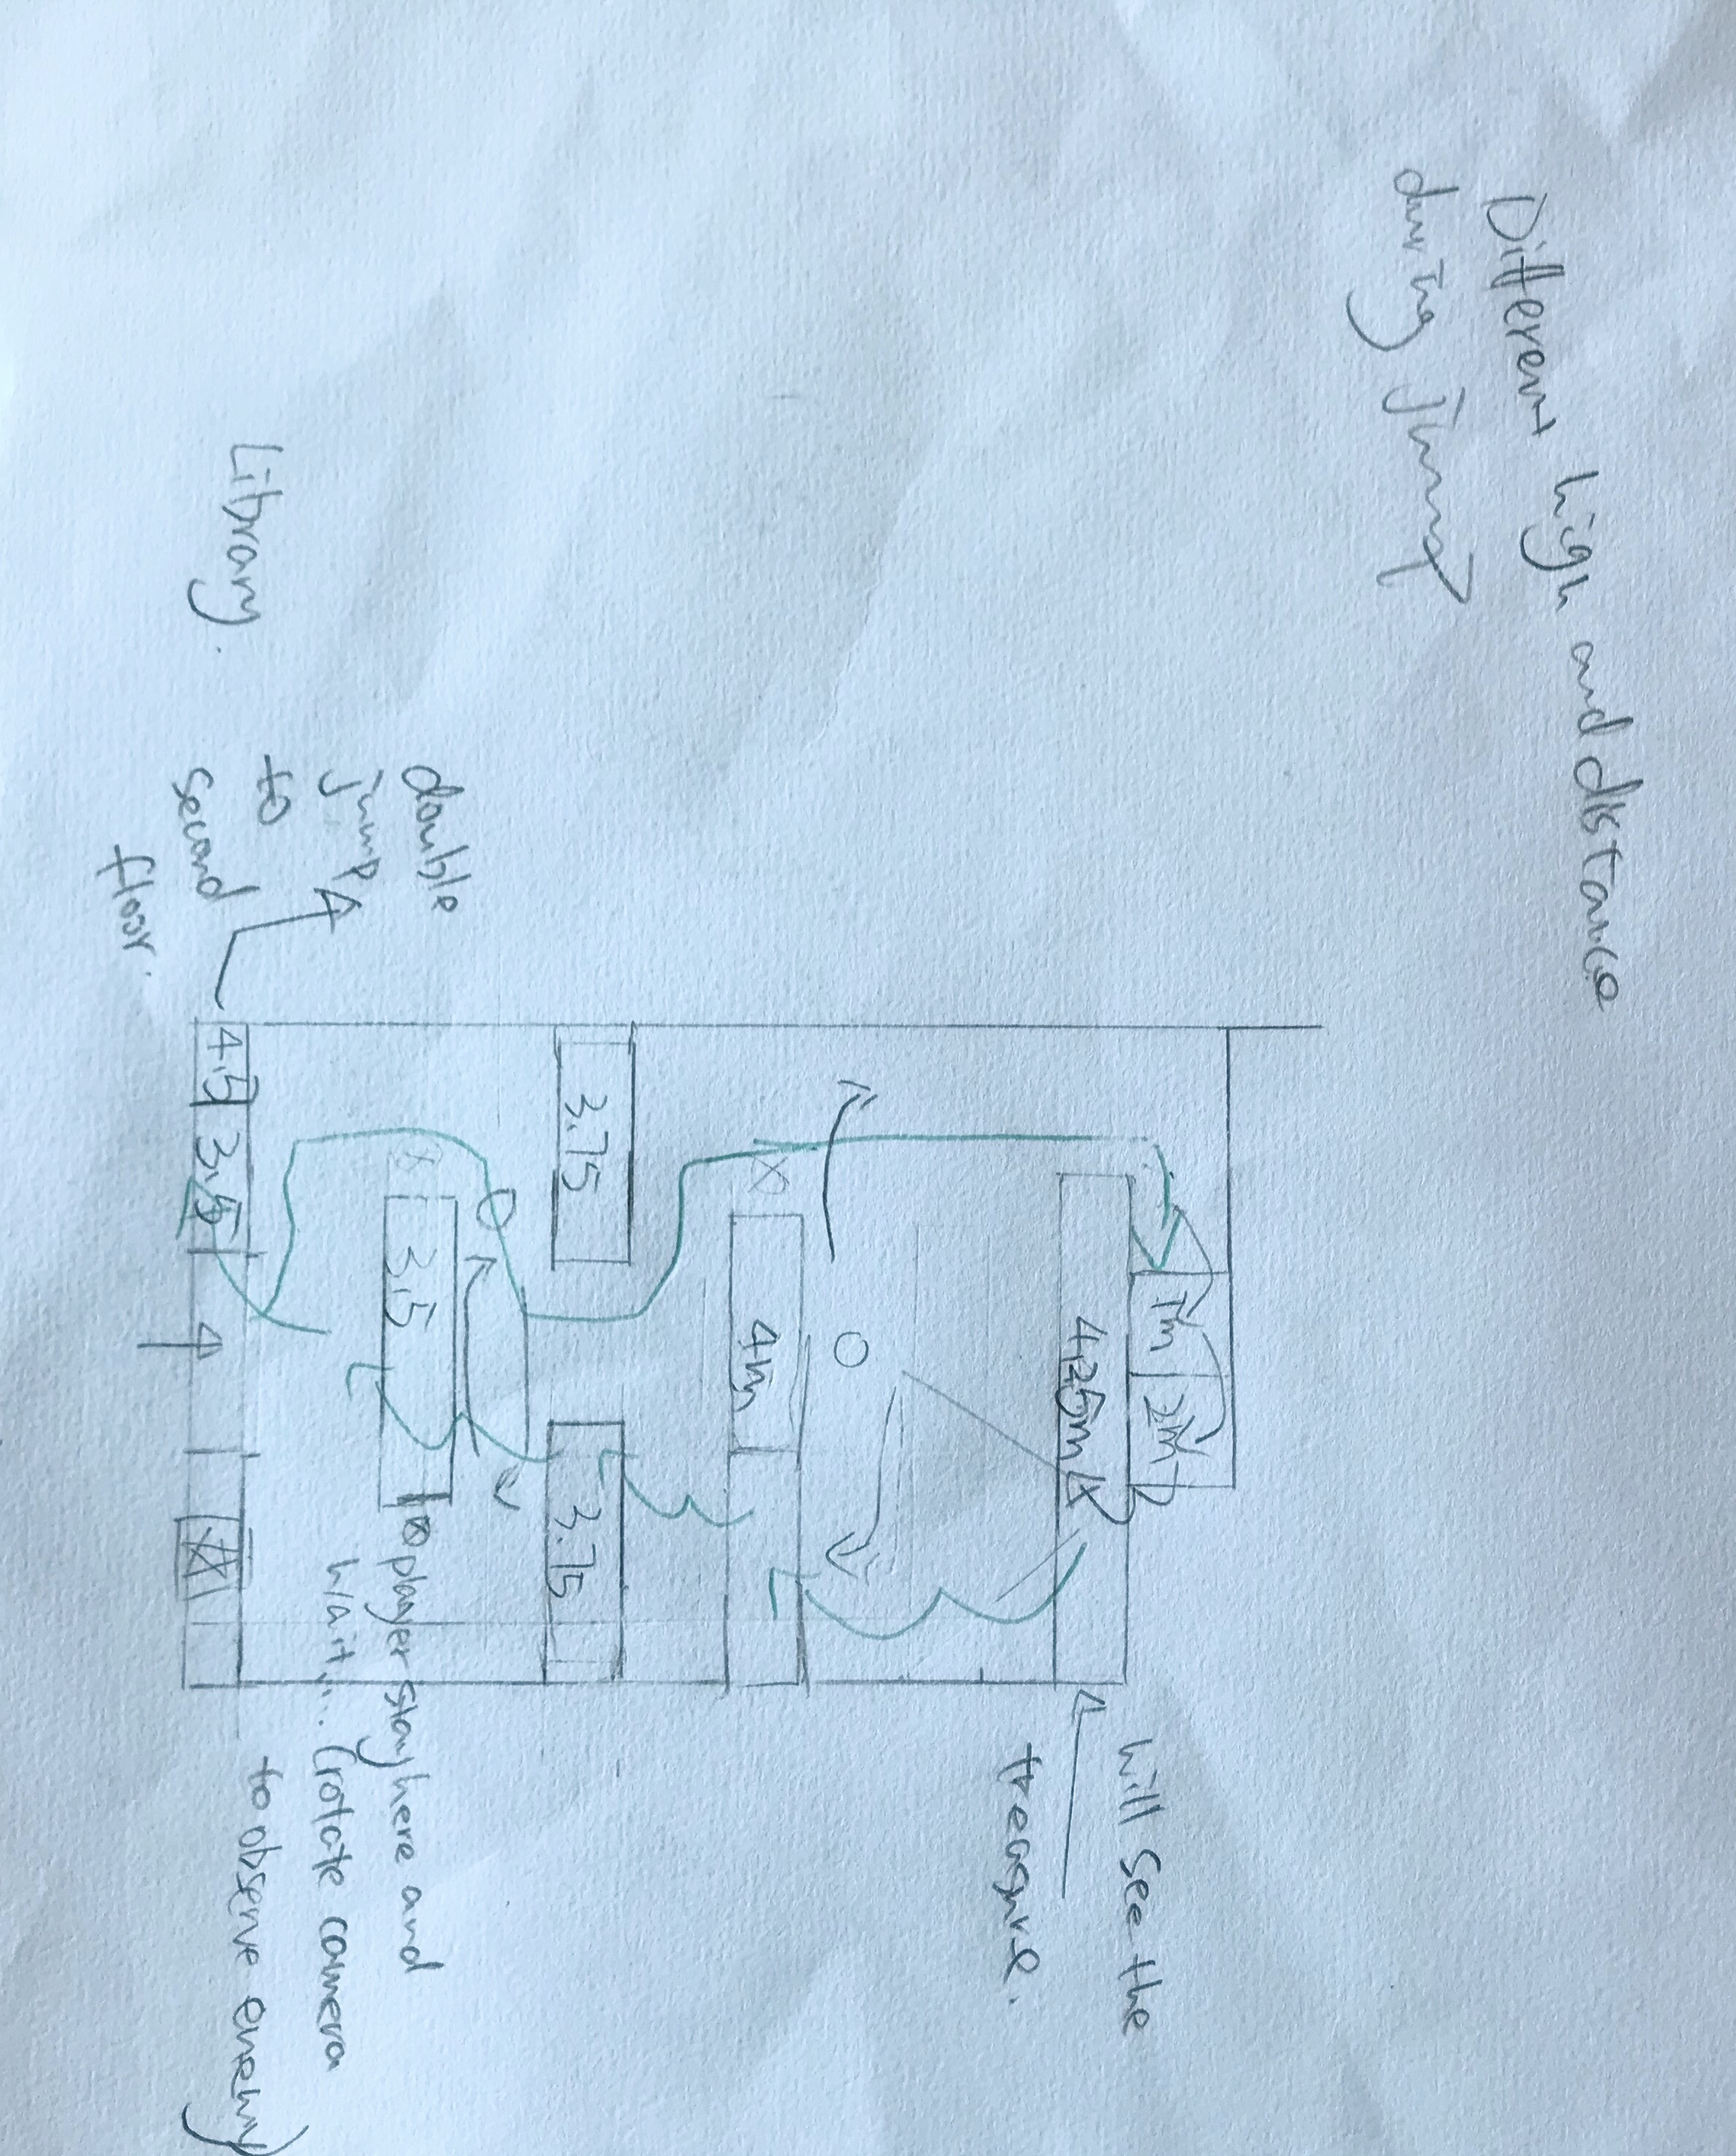 Different high and distance
during jump
will see the
treasure.
1m
2m
4.25m
4m
3.75
3.75
double
jump
to
second
floor.
3.5
player stay here and
wait... (rotate camera
to observe enemy)
Library.
4.5
3.5